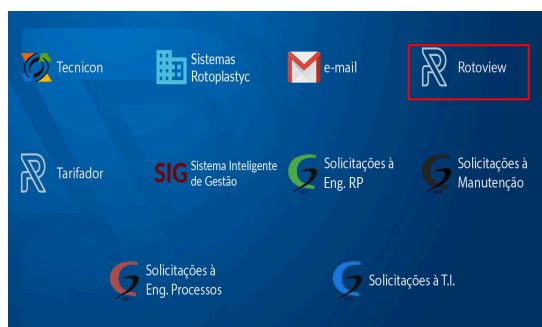 Tecnicon
Sistemas
Rotoplastyc
e-mail
Rotoview
Tarifador
SIG
Sistema Inteligente
de Gestão
Solicitações à
Eng. RP
Solicitações à
Manutenção
Solicitações à
Eng. Processos
Solicitações à T.I.